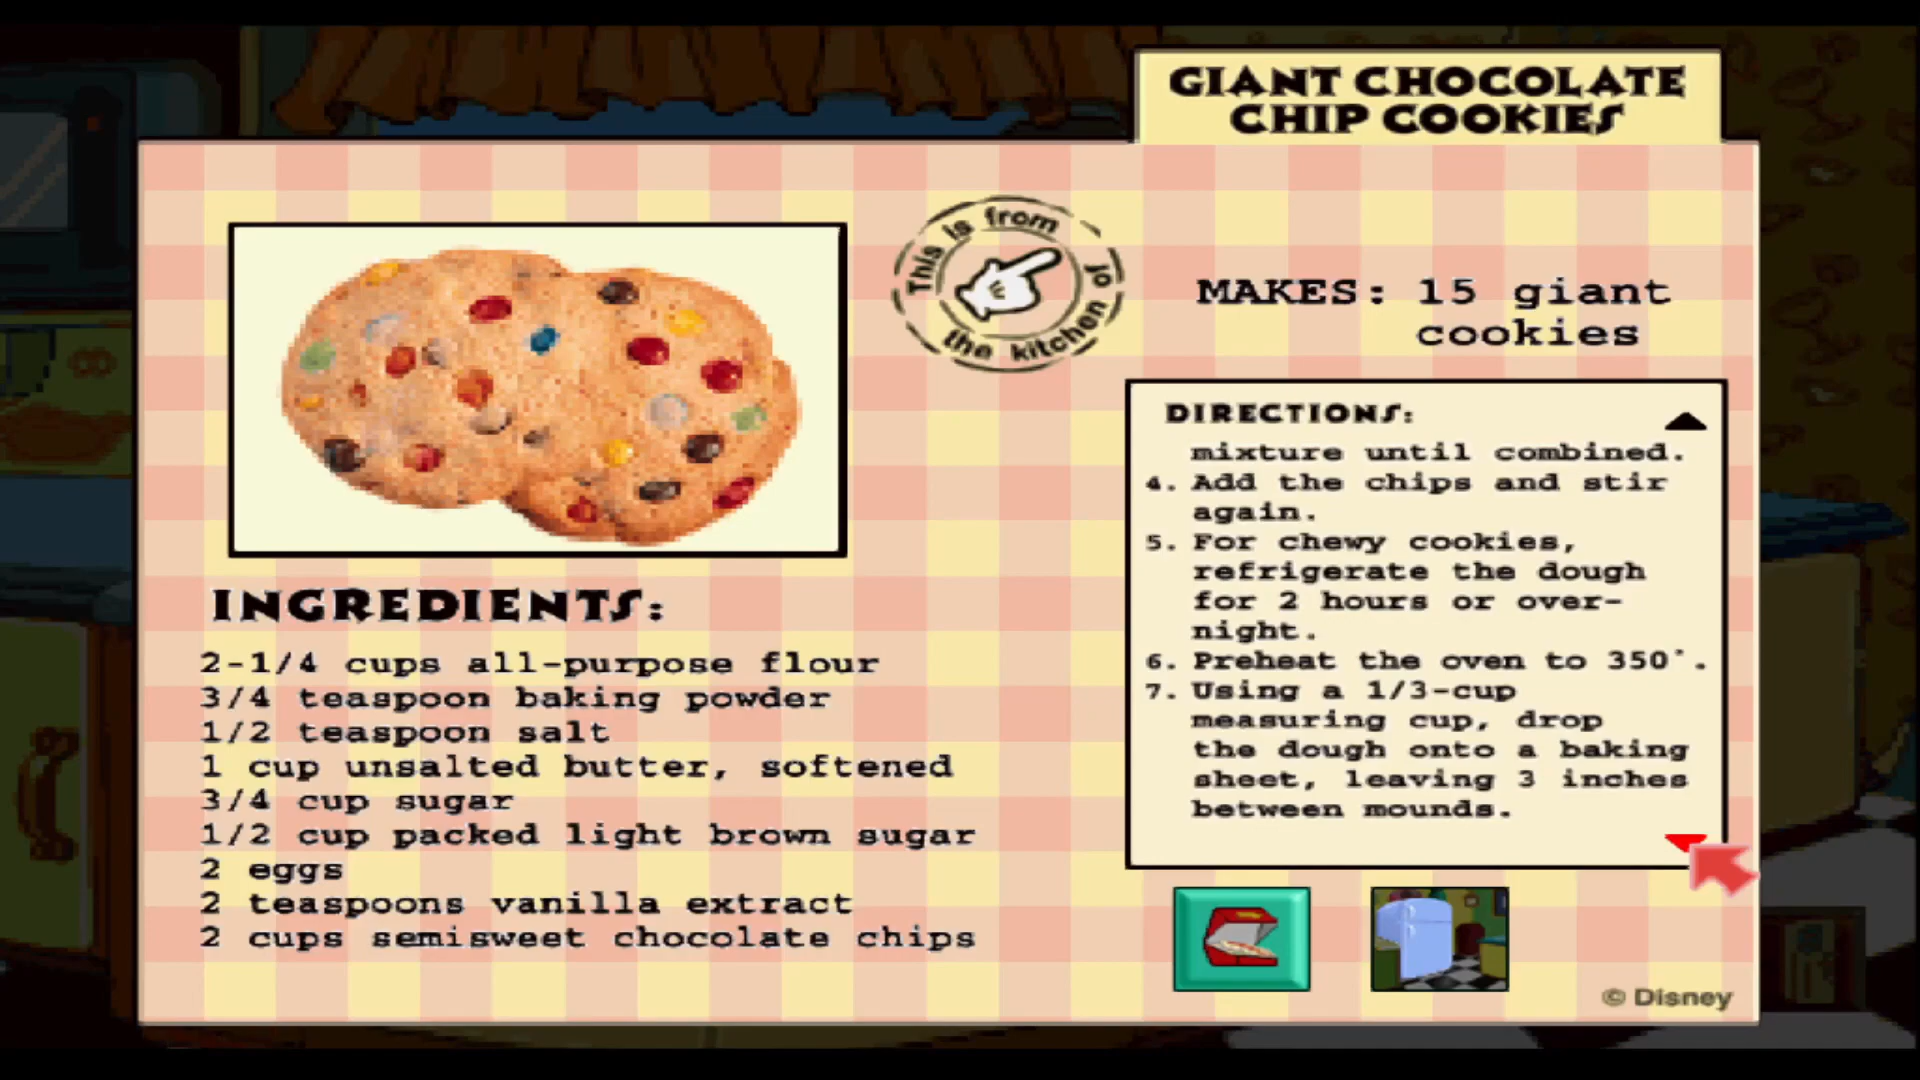 GIANT CHOCOLATE
CHIP COOKIES
This is from
the kitchen of
MAKES: 15 giant
cookies
INGREDIENTS:
2-1/4 cups all-purpose flour
3/4 teaspoon baking powder
1/2 teaspoon salt
1 cup unsalted butter, softened
3/4 cup sugar
1/2 cup packed light brown sugar
2 eggs
2 teaspoons vanilla extract
2 cups semisweet chocolate chips
DIRECTIONS:
mixture until combined.
4. Add the chips and stir
again.
5. For chewy cookies,
refrigerate the dough
for 2 hours or over-
night.
6. Preheat the oven to 350°.
7. Using a 1/3-cup
measuring cup, drop
the dough onto a baking
sheet, leaving 3 inches
between mounds.
© Disney